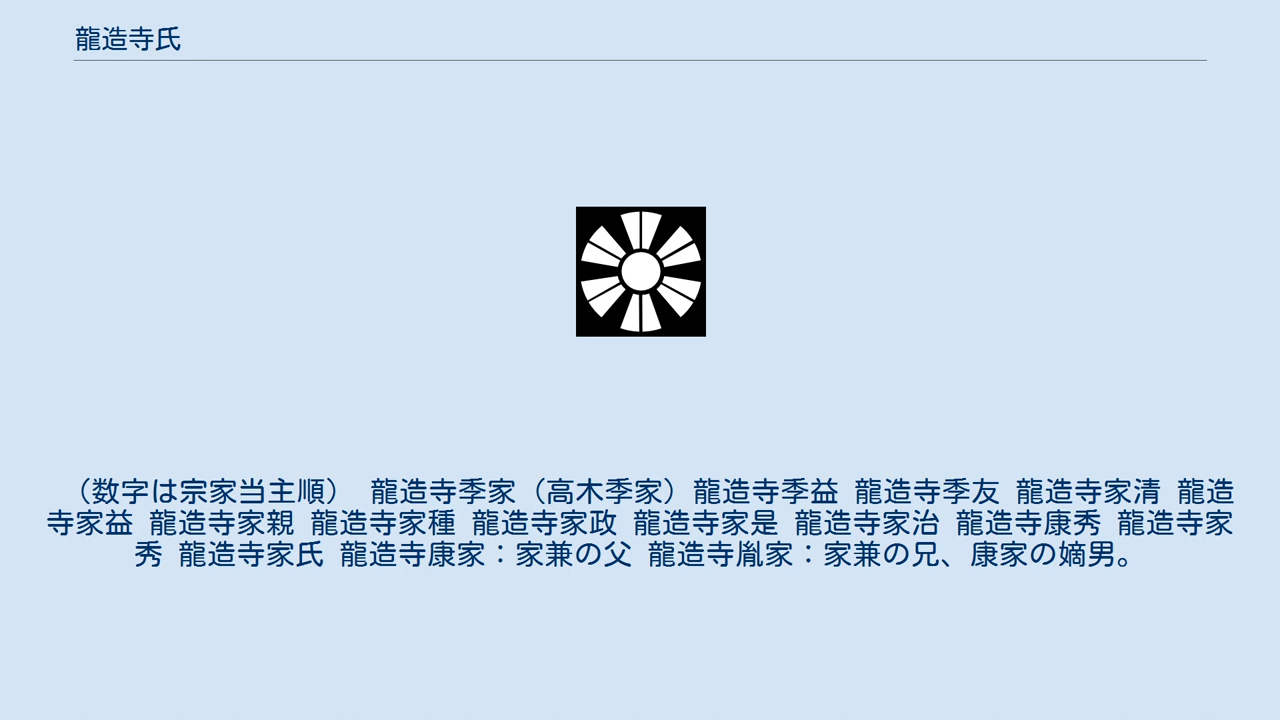 龍造寺氏
（数字は宗家当主順） 龍造寺季家（高木季家）龍造寺季益 龍造寺季友 龍造寺家清 龍造
寺家益 龍造寺家親 龍造寺家種 龍造寺家政 龍造寺家是 龍造寺家治 龍造寺康秀 龍造寺家
秀 龍造寺家氏 龍造寺康家：家兼の父 龍造寺胤家：家兼の兄、康家の嫡男。